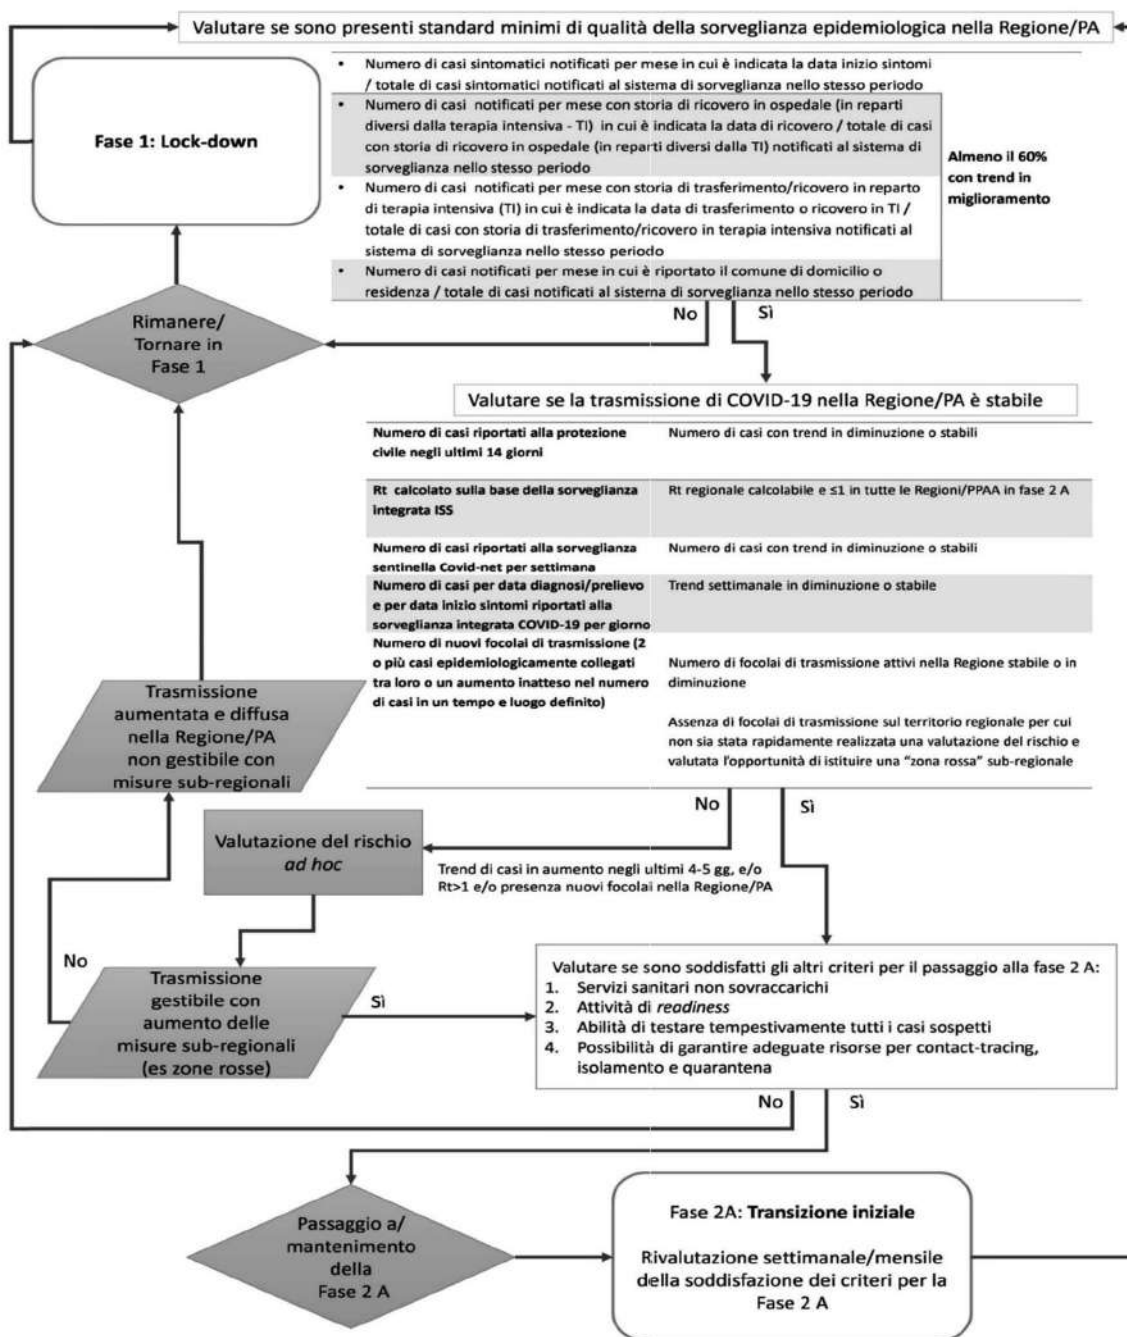 Valutare se sono presenti standard minimi di qualità della sorveglianza epidemiologica nella Regione/PA
Fase 1: Lock-down
• Numero di casi sintomatici notificati per mese in cui è indicata la data inizio sintomi
/ totale di casi sintomatici notificati al sistema di sorveglianza nello stesso periodo
• Numero di casi notificati per mese con storia di ricovero in ospedale (in reparti
diversi dalla terapia intensiva - TI) in cui è indicata la data di ricovero / totale di casi
con storia di ricovero in ospedale (in reparti diversi dalla TI) notificati al sistema di
sorveglianza nello stesso periodo
• Numero di casi notificati per mese con storia di trasferimento/ricovero in reparto
di terapia intensiva (TI) in cui è indicata la data di trasferimento o ricovero in TI /
totale di casi con storia di trasferimento/ricovero in terapia intensiva notificati al
sistema di sorveglianza nello stesso periodo
• Numero di casi notificati per mese in cui è riportato il comune di domicilio o
residenza / totale di casi notificati al sistema di sorveglianza nello stesso periodo
Almeno il 60%
con trend in
miglioramento
No
Sì
Rimanere/
Tornare in
Fase 1
Valutare se la trasmissione di COVID-19 nella Regione/PA è stabile
Numero di casi riportati alla protezione
civile negli ultimi 14 giorni
Numero di casi con trend in diminuzione o stabili
Rt calcolato sulla base della sorveglianza
integrata ISS
Rt regionale calcolabile e ≤1 in tutte le Regioni/PPAA in fase 2 A
Numero di casi riportati alla sorveglianza
sentinella Covid-net per settimana
Numero di casi con trend in diminuzione o stabili
Numero di casi per data diagnosi/prelievo
e per data inizio sintomi riportati alla
sorveglianza integrata COVID-19 per giorno
Trend settimanale in diminuzione o stabile
Numero di nuovi focolai di trasmissione (2
o più casi epidemiologicamente collegati
tra loro o un aumento inatteso nel numero
di casi in un tempo e luogo definito)
Numero di focolai di trasmissione attivi nella Regione stabile o in
diminuzione
Assenza di focolai di trasmissione sul territorio regionale per cui
non sia stata rapidamente realizzata una valutazione del rischio e
valutata l'opportunità di istituire una "zona rossa" sub-regionale
No
Sì
Trasmissione
aumentata e diffusa
nella Regione/PA
non gestibile con
misure sub-regionali
Valutazione del rischio
ad hoc
Trend di casi in aumento negli ultimi 4-5 gg, e/o
Rt>1 e/o presenza nuovi focolai nella Regione/PA
No
Trasmissione
gestibile con
aumento delle
misure sub-regionali
(es zone rosse)
Sì
Valutare se sono soddisfatti gli altri criteri per il passaggio alla fase 2 A:
1. Servizi sanitari non sovraccarichi
2. Attività di readiness
3. Abilità di testare tempestivamente tutti i casi sospetti
4. Possibilità di garantire adeguate risorse per contact-tracing,
isolamento e quarantena
No
Sì
Passaggio a/
mantenimento
della
Fase 2 A
Fase 2A: Transizione iniziale
Rivalutazione settimanale/mensile
della soddisfazione dei criteri per la
Fase 2 A